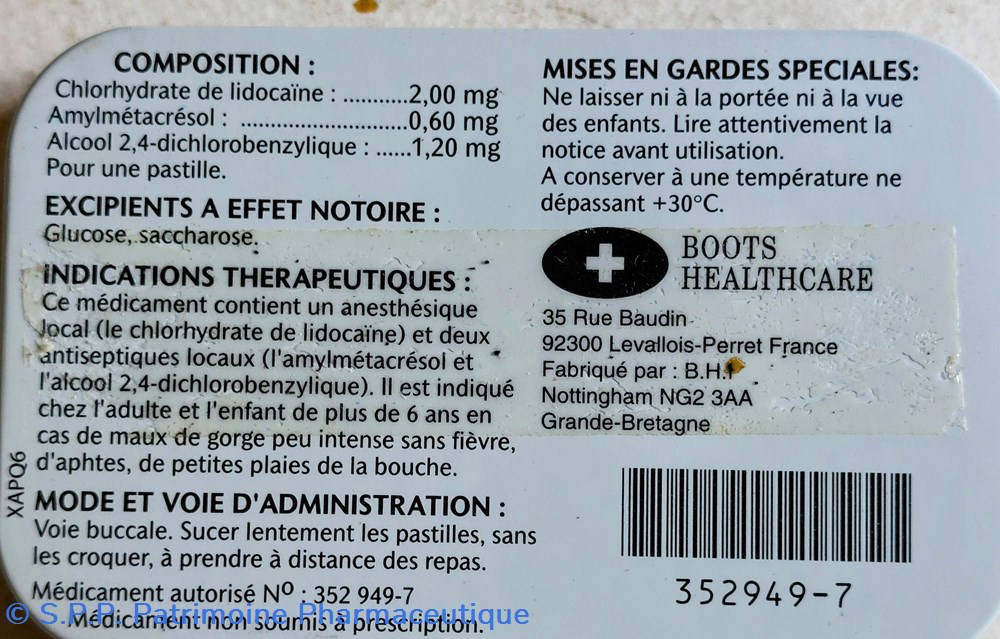 COMPOSITION :
Chlorhydrate de lidocaïne : ...........2,00 mg
Amylmétacrésol : ............................0,60 mg
Alcool 2,4-dichlorobenzylique : ......1,20 mg
Pour une pastille.
EXCIPIENTS A EFFET NOTOIRE :
Glucose, saccharose.
INDICATIONS THERAPEUTIQUES :
Ce médicament contient un anesthésique
local (le chlorhydrate de lidocaïne) et deux
antiseptiques locaux (l'amylmétacrésol et
l'alcool 2,4-dichlorobenzylique). Il est indiqué
chez l'adulte et l'enfant de plus de 6 ans en
cas de maux de gorge peu intense sans fièvre,
d'aphtes, de petites plaies de la bouche.
MODE ET VOIE D'ADMINISTRATION :
Voie buccale. Sucer lentement les pastilles, sans
les croquer, à prendre à distance des repas.
Médicament autorisé Nº : 352 949-7
Médicament non soumis à prescription.
XAPQ6
MISES EN GARDES SPECIALES:
Ne laisser ni à la portée ni à la vue
des enfants. Lire attentivement la
notice avant utilisation.
A conserver à une température ne
dépassant +30°C.
BOOTS
HEALTHCARE
35 Rue Baudin
92300 Levallois-Perret France
Fabriqué par : B.H.I
Nottingham NG2 3AA
Grande-Bretagne
352949-7
© S.P.P. Patrimoine Pharmaceutique